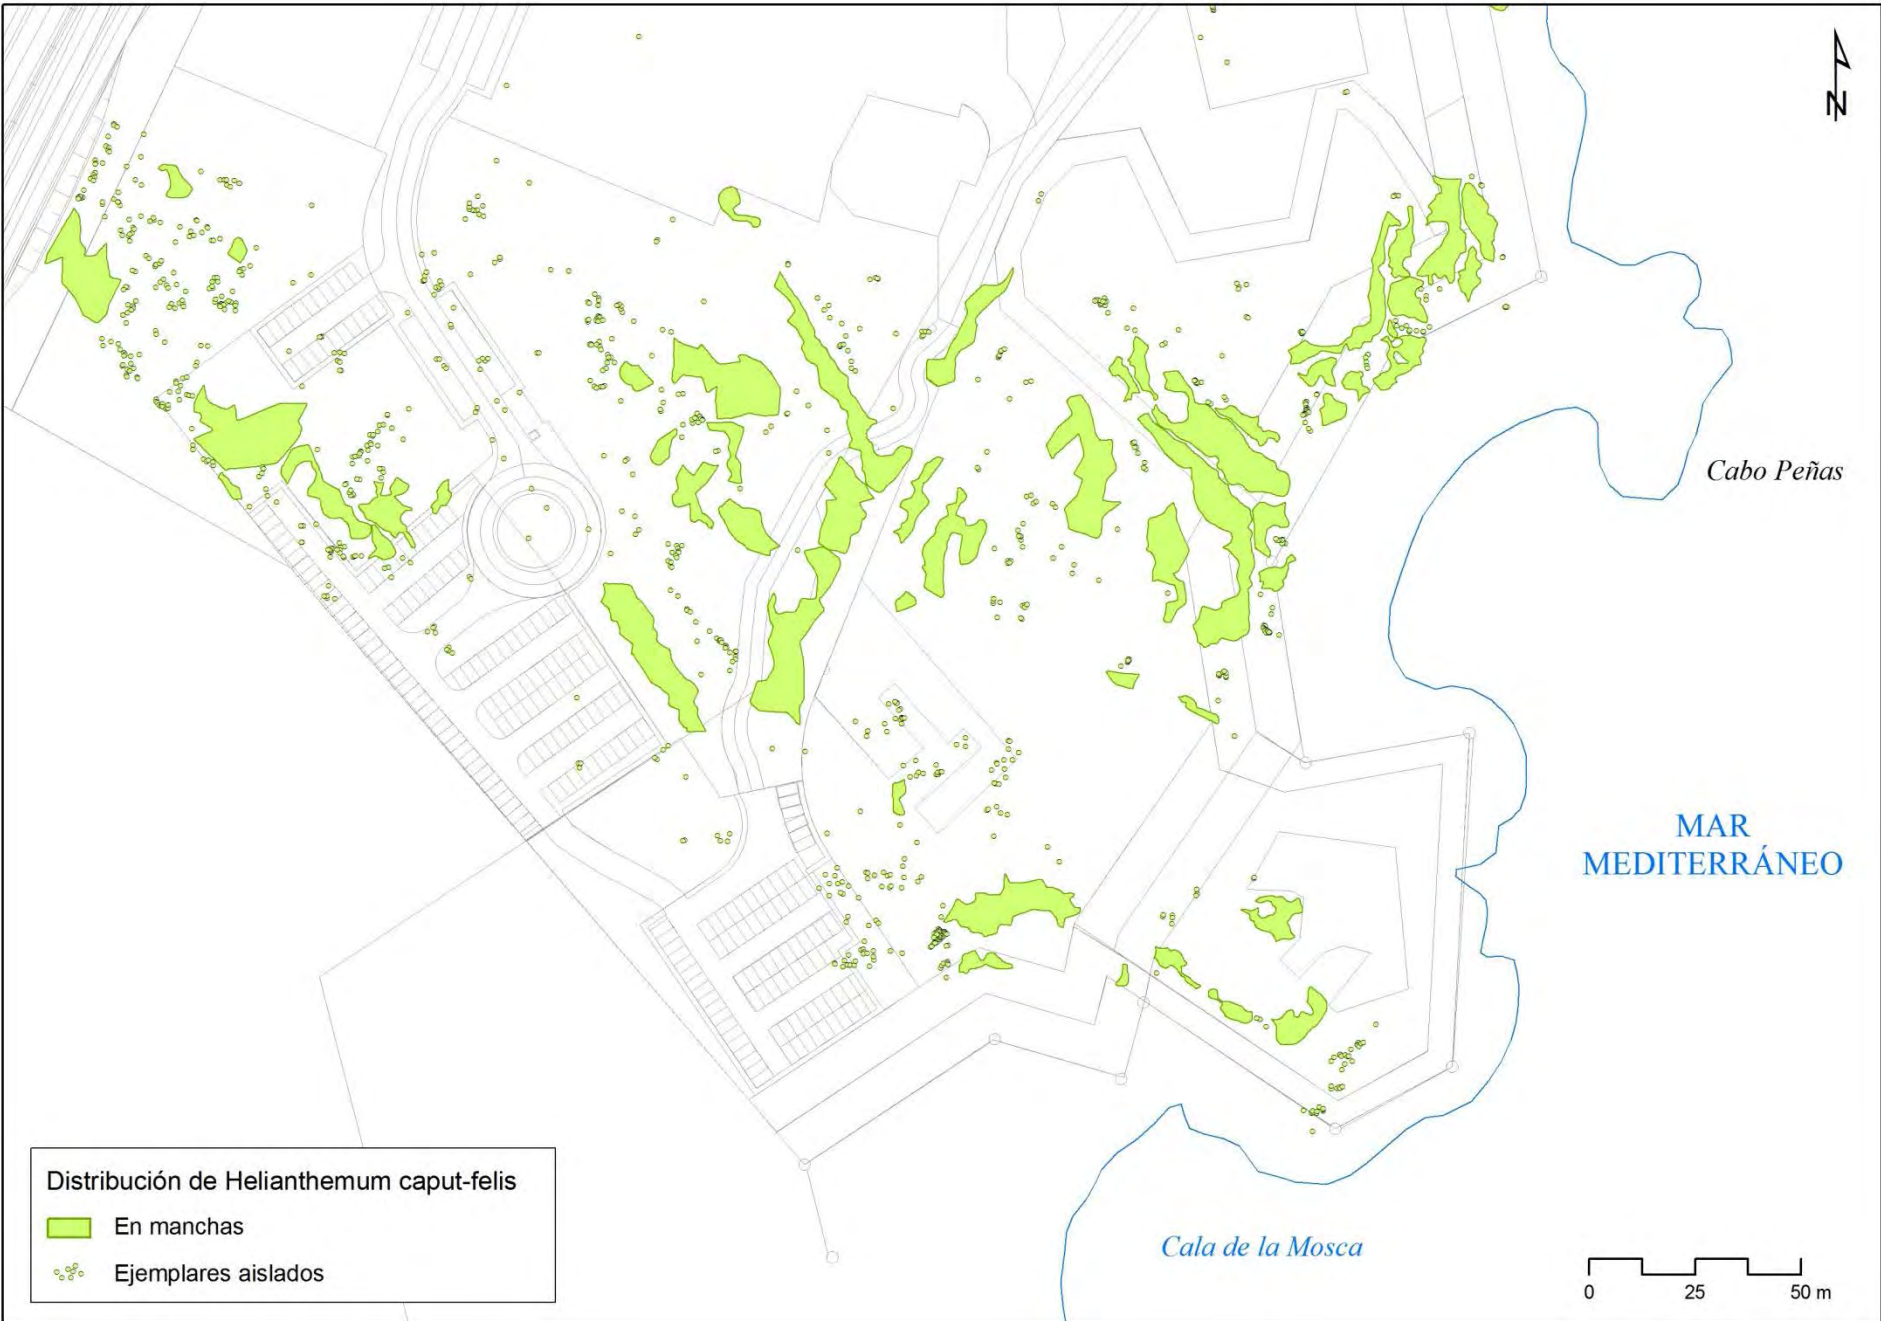 N
Cabo Peñas
MAR
MEDITERRÁNEO
Distribución de Helianthemum caput-felis
En manchas
Ejemplares aislados
Cala de la Mosca
0 25 50 m